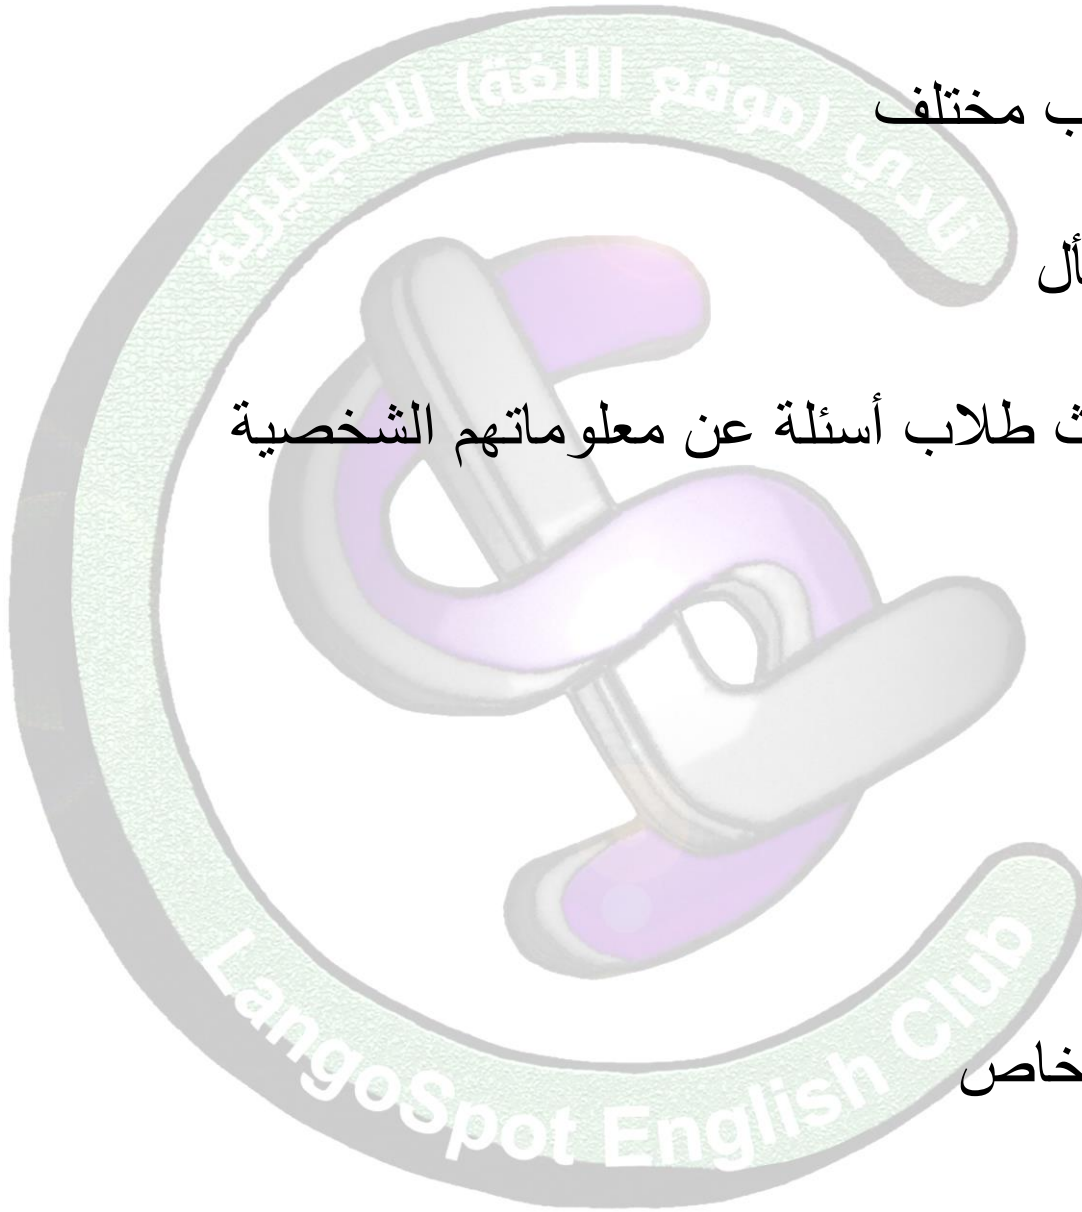 نادي (موقع اللغة) للانجليزية
ب مختلف
أل
ث طلاب أسئلة عن معلوماتهم الشخصية
خاص
LangoSpot English Club